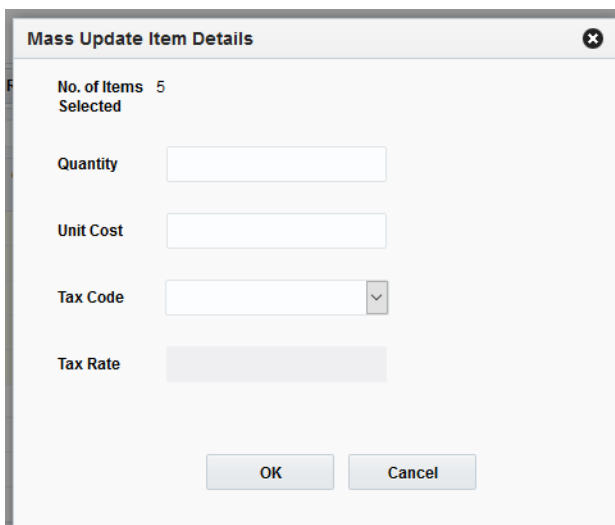 Mass Update Item Details
No. of Items 5
Selected
Quantity
Unit Cost
Tax Code
Tax Rate
OK Cancel